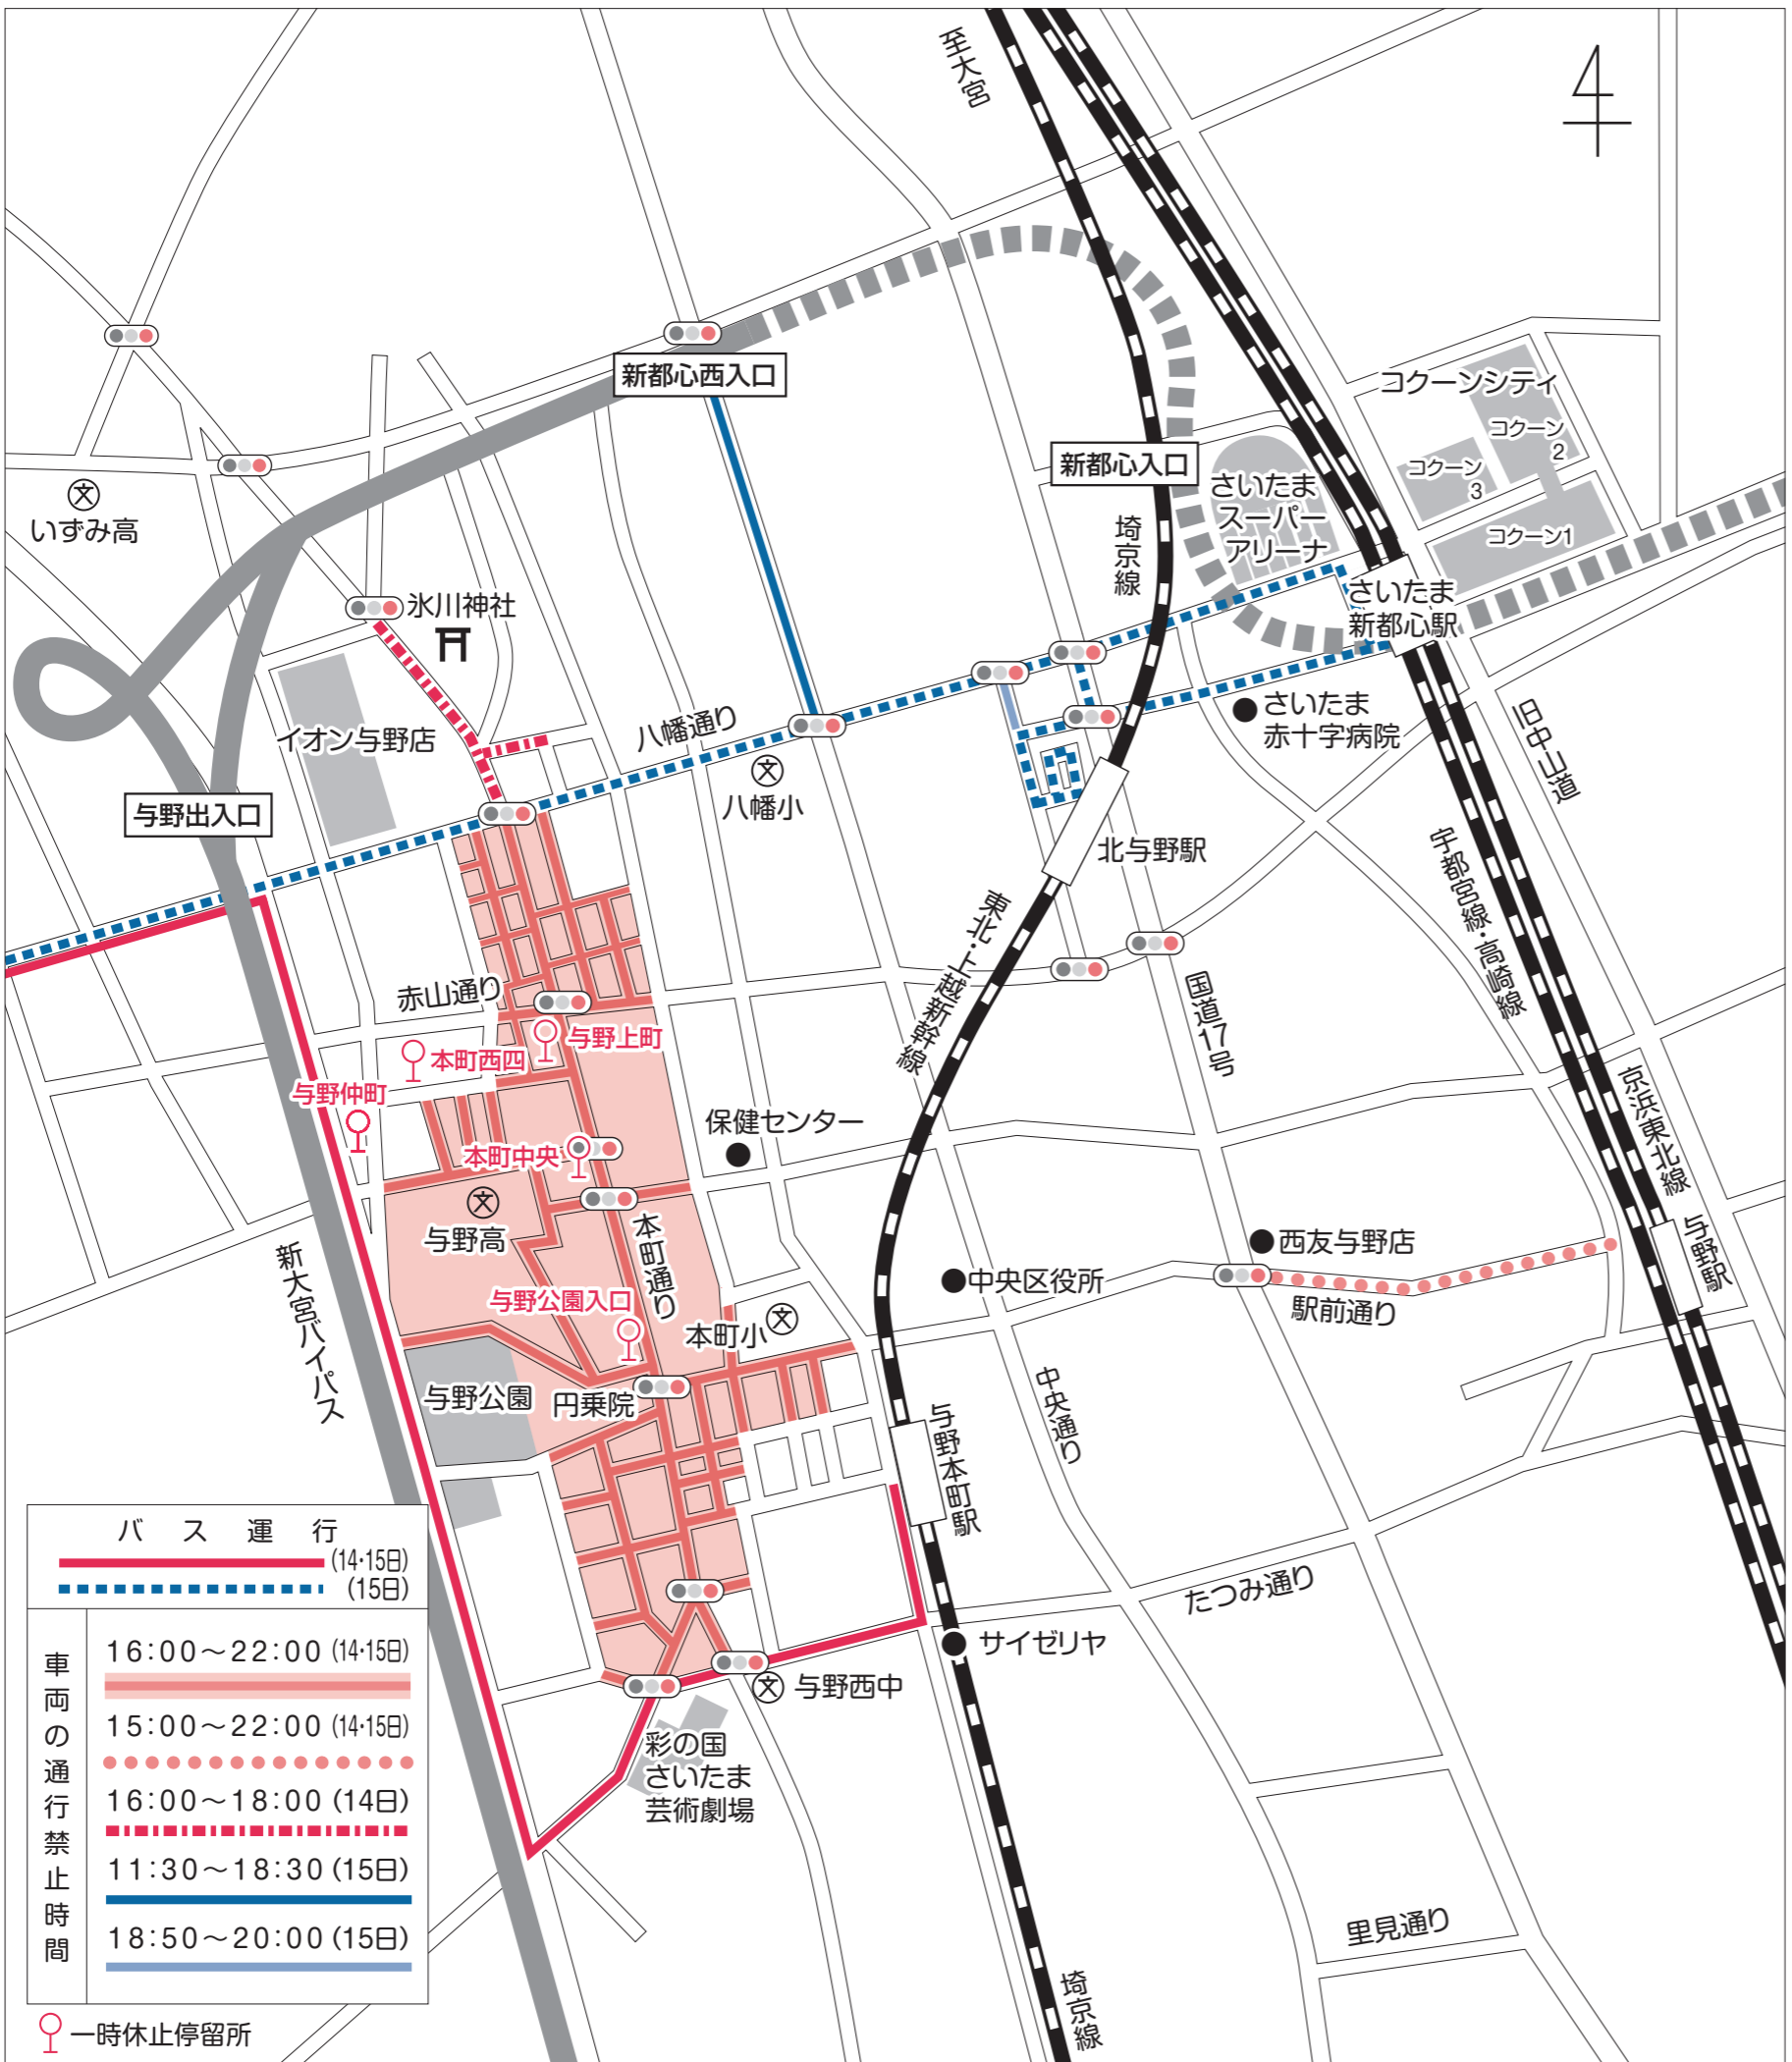 至大宮
新都心西入口
コクーンシティ
コクーン
2
コクーン
3
コクーン1
新都心入口
さいたま
スーパー
アリーナ
埼京線
いずみ高
氷川神社
さいたま
新都心駅
イオン与野店
八幡通り
さいたま
赤十字病院
旧中山道
八幡小
与野出入口
北与野駅
宇都宮線・高崎線
東北・上越新幹線
赤山通り
国道17号
与野上町
本町西四
与野仲町
京浜東北線
保健センター
本町中央
与野高
本町通り
西友与野店
与野駅
新大宮バイパス
中央区役所
与野公園入口
本町小
駅前通り
与野公園
円乗院
中央通り
与野本町駅
たつみ通り
サイゼリヤ
与野西中
彩の国
さいたま
芸術劇場
里見通り
埼京線
バス運行
(14・15日)
(15日)
車両の通行禁止時間
16:00～22:00 (14・15日)
15:00～22:00 (14・15日)
16:00～18:00 (14日)
11:30～18:30 (15日)
18:50～20:00 (15日)
一時休止停留所